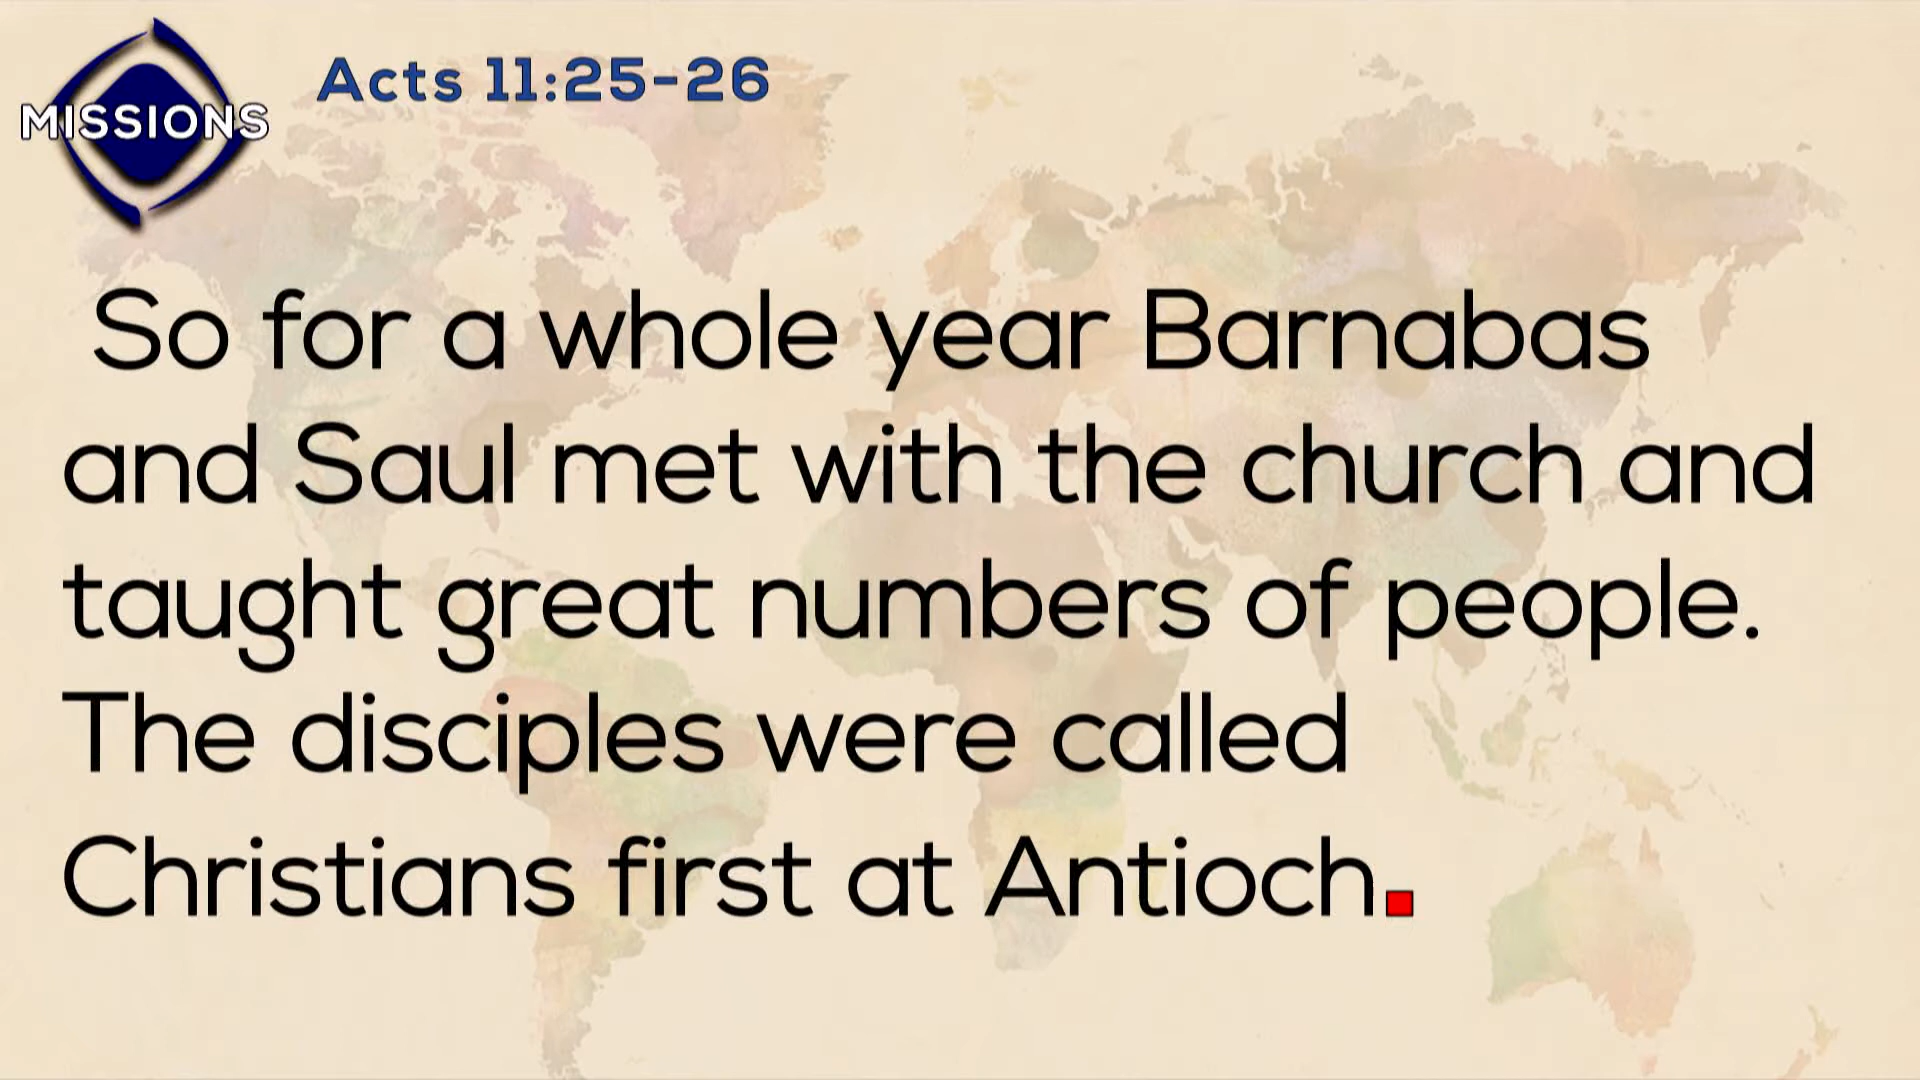 MISSIONS
Acts 11:25-26
So for a whole year Barnabas
and Saul met with the church and
taught great numbers of people.
The disciples were called
Christians first at Antioch.